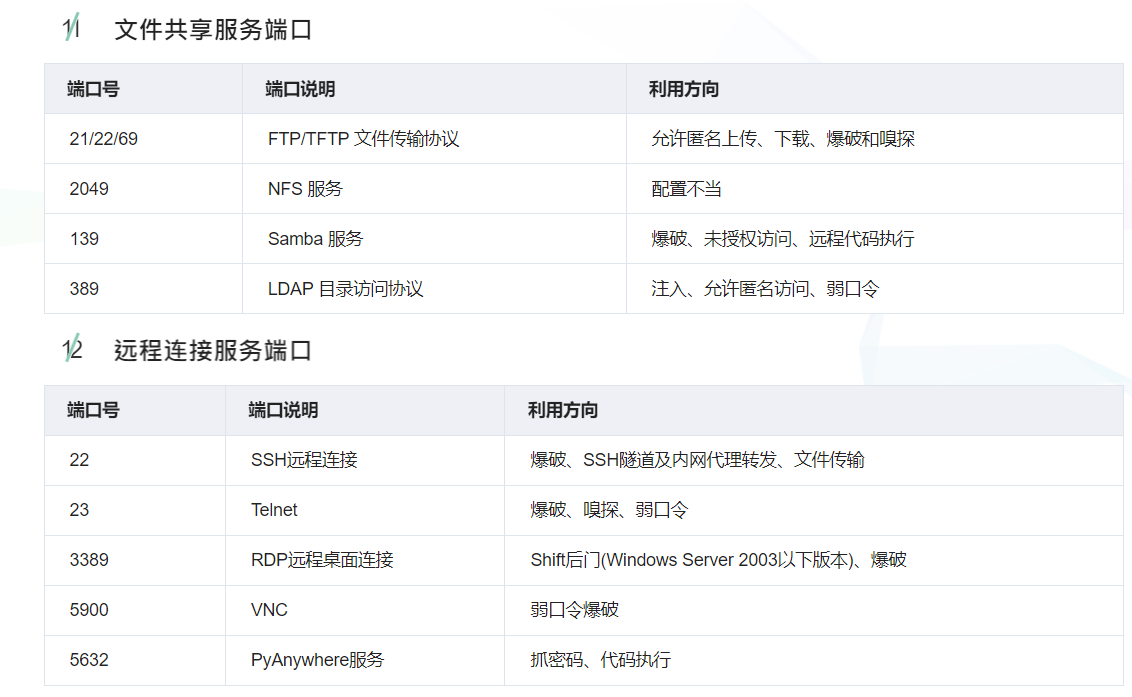 11 文件共享服务端口
端口号 端口说明 利用方向
21/22/69 FTP/TFTP 文件传输协议 允许匿名上传、下载、爆破和嗅探
2049 NFS 服务 配置不当
139 Samba 服务 爆破、未授权访问、远程代码执行
389 LDAP 目录访问协议 注入、允许匿名访问、弱口令
12 远程连接服务端口
端口号 端口说明 利用方向
22 SSH远程连接 爆破、SSH隧道及内网代理转发、文件传输
23 Telnet 爆破、嗅探、弱口令
3389 RDP远程桌面连接 Shift后门(Windows Server 2003以下版本)、爆破
5900 VNC 弱口令爆破
5632 PyAnywhere服务 抓密码、代码执行